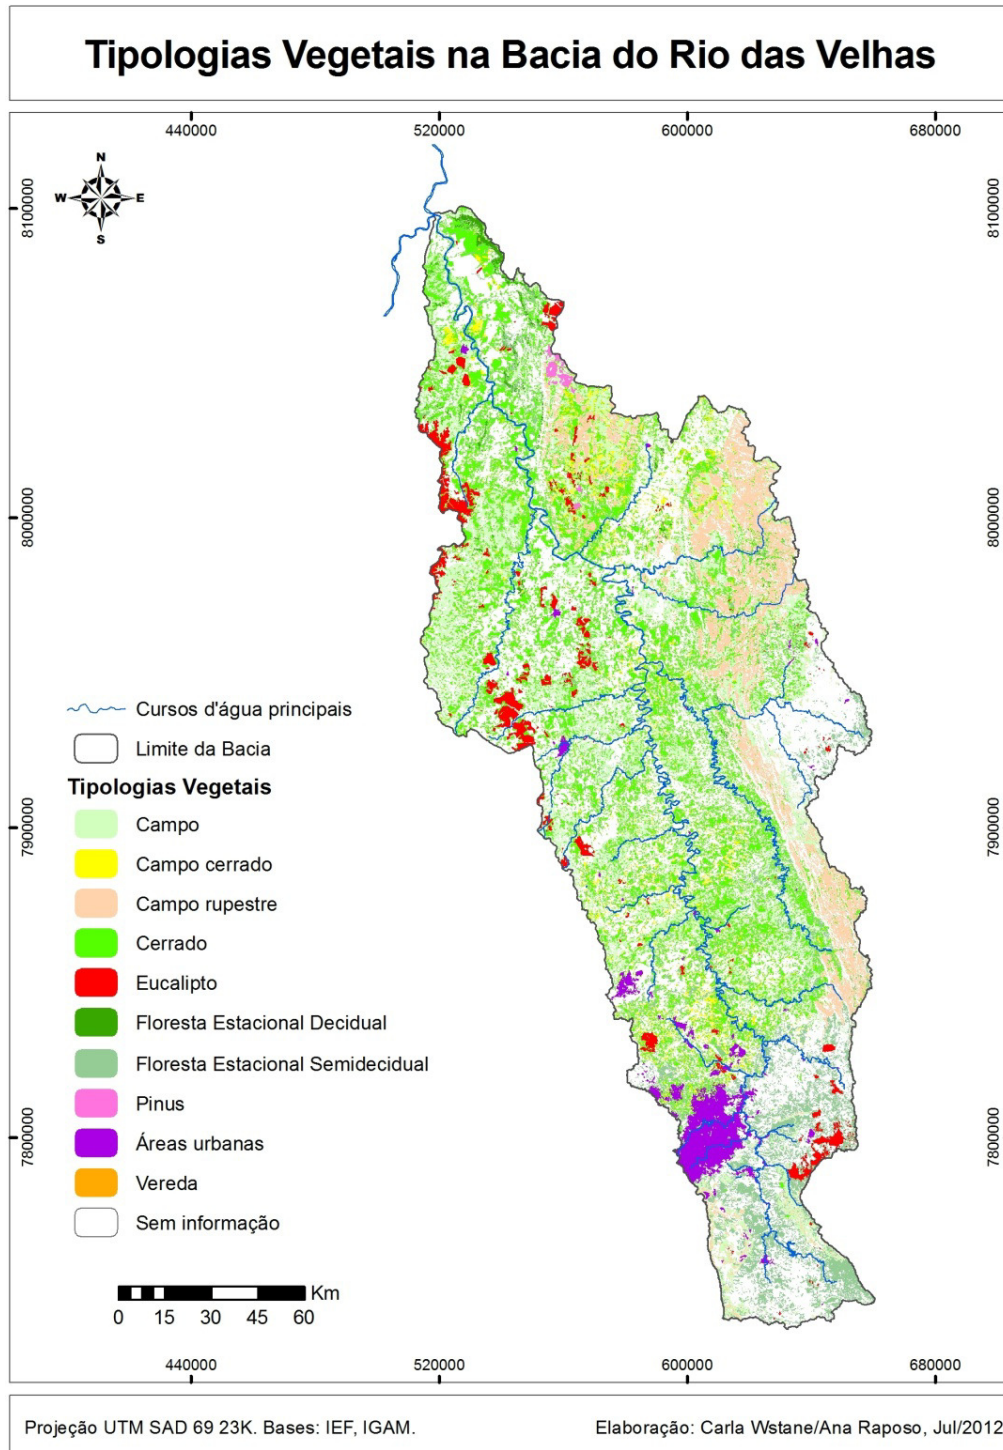 Tipologias Vegetais na Bacia do Rio das Velhas
440000 520000 600000 680000
N
W E
S
8100000 8100000
8000000 8000000
7900000 7900000
7800000 7800000
Cursos d'água principais
Limite da Bacia
Tipologias Vegetais
Campo
Campo cerrado
Campo rupestre
Cerrado
Eucalipto
Floresta Estacional Decidual
Floresta Estacional Semidecidual
Pinus
Áreas urbanas
Vereda
Sem informação
Km
0 15 30 45 60
440000 520000 600000 680000
Projeção UTM SAD 69 23K. Bases: IEF, IGAM. Elaboração: Carla Wstane/Ana Raposo, Jul/2012